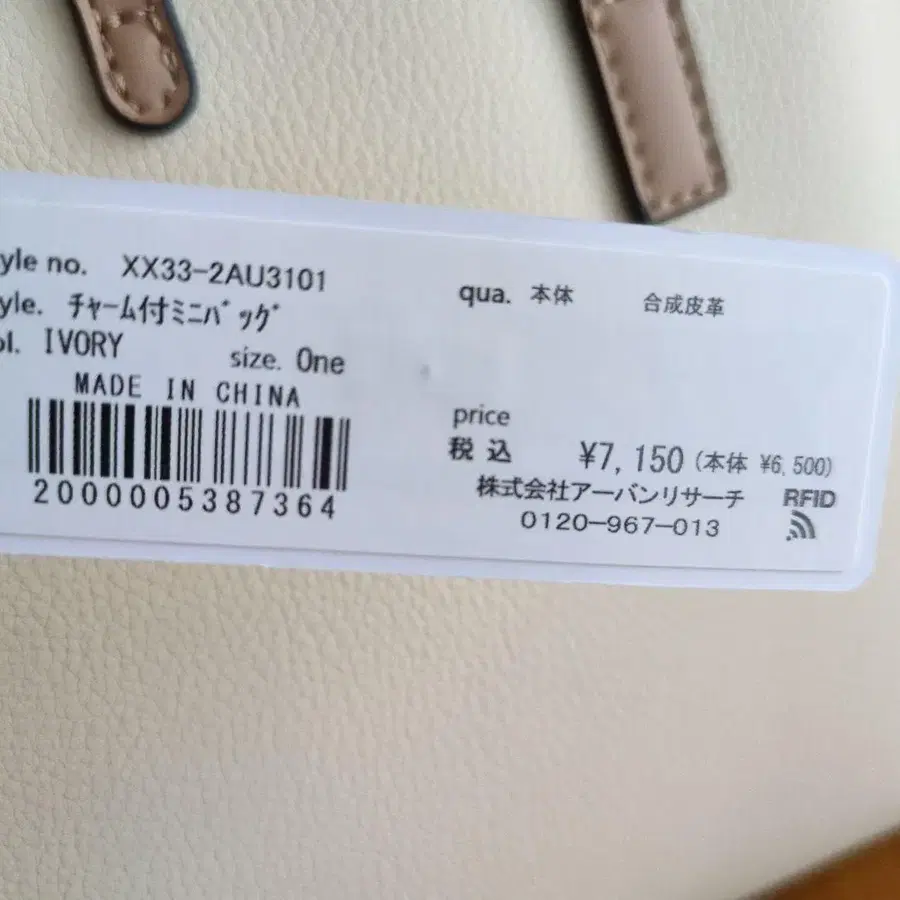 yle no. XX33-2AU3101
yle. ﾁｬｰﾑ付ﾐﾆﾊﾞｯｸﾞ
ol. IVORY size. One
MADE IN CHINA
2000005387364
qua. 本体 合成皮革
price
税込 ¥7,150 (本体 ¥6,500)
株式会社アーバンリサーチ
0120-967-013
RFID